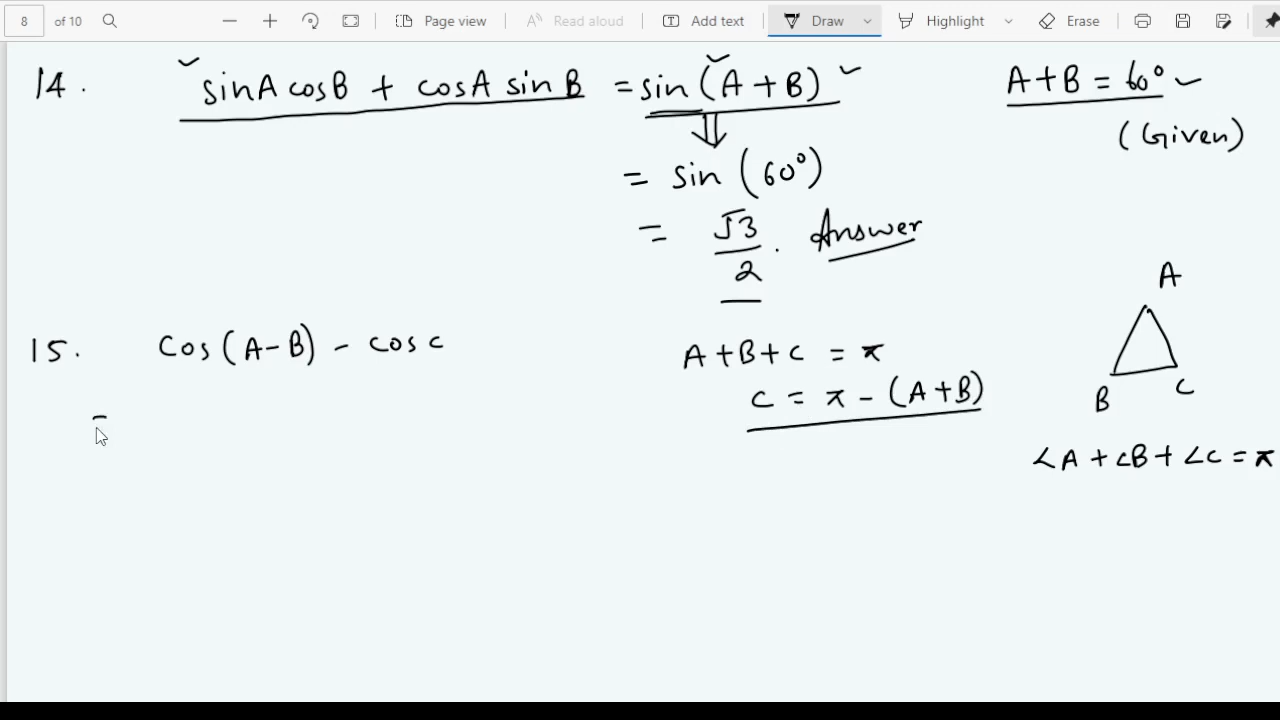 8 of 10 Page view Read aloud Add text Draw Highlight Erase
14. sinA cosB + cosA sinB = sin(A+B) A+B = 60°
(Given)
= sin (60°)
= √3/2 . Answer
A
15. cos(A-B) - cos c A+B+C = π
C = π - (A+B)
B C
∠A + ∠B + ∠C = π
=